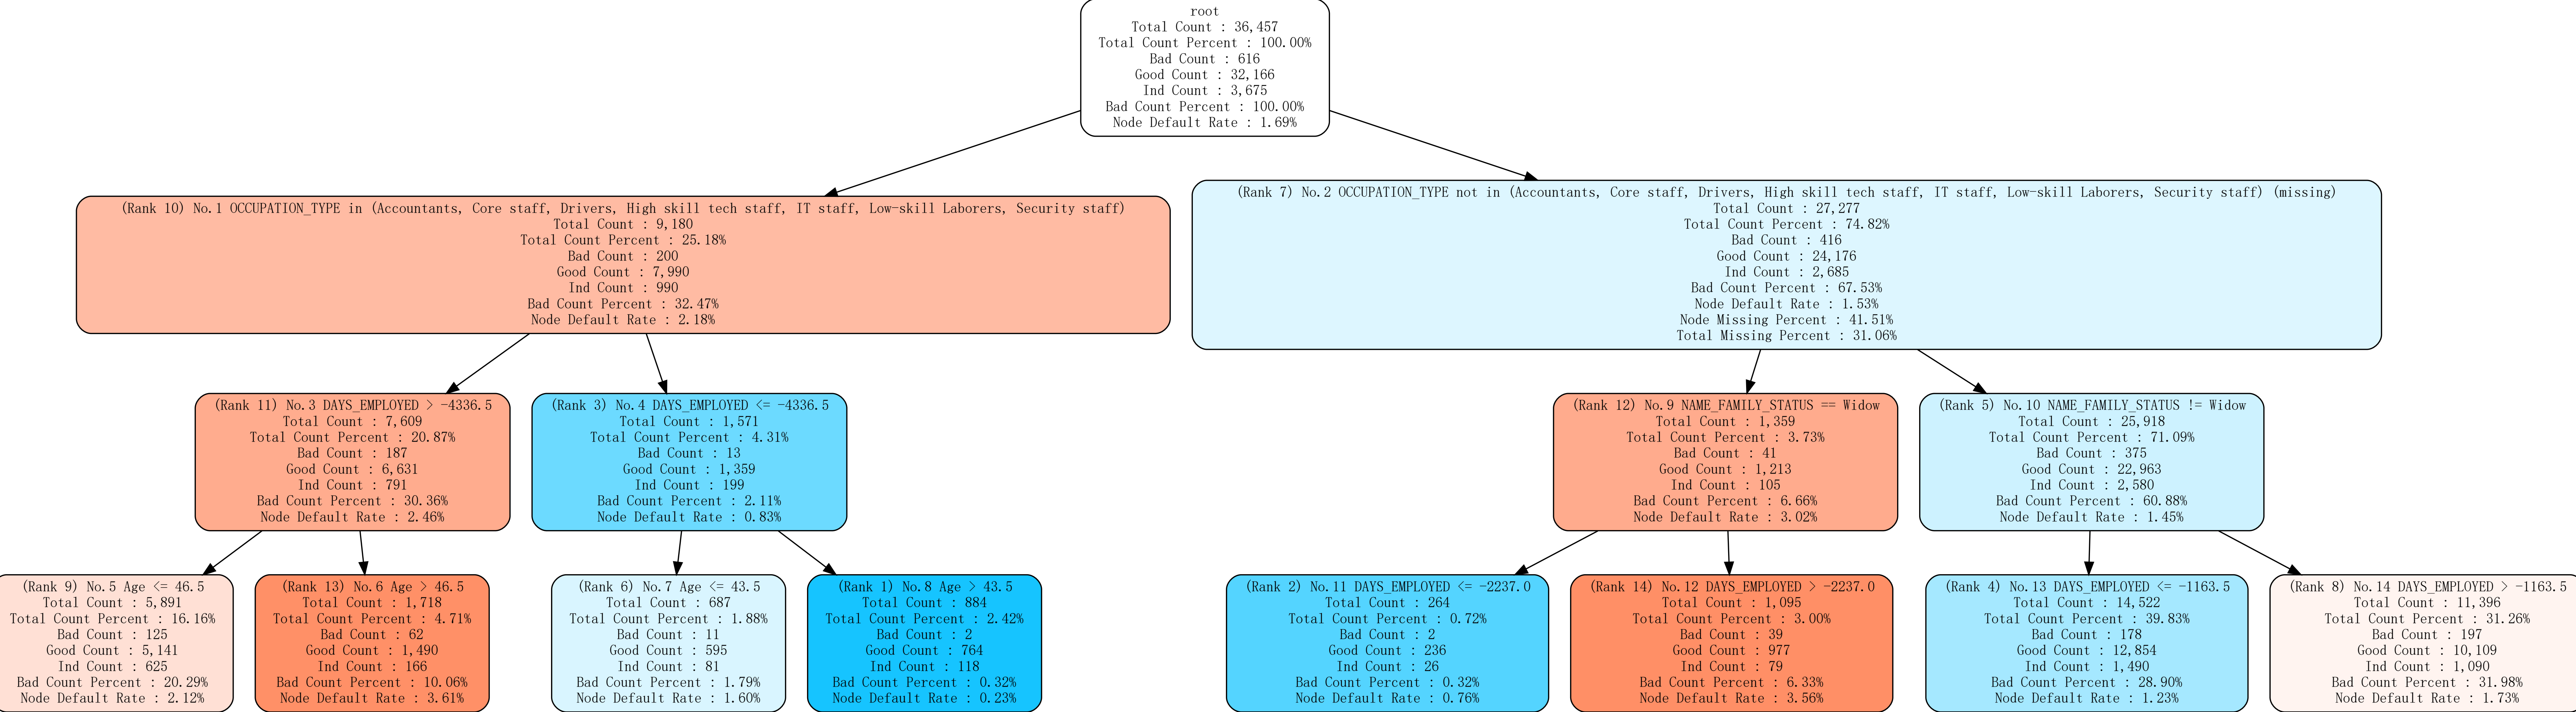 root
Total Count : 36,457
Total Count Percent : 100.00%
Bad Count : 616
Good Count : 32,166
Ind Count : 3,675
Bad Count Percent : 100.00%
Node Default Rate : 1.69%
(Rank 10) No.1 OCCUPATION_TYPE in (Accountants, Core staff, Drivers, High skill tech staff, IT staff, Low-skill Laborers, Security staff)
Total Count : 9,180
Total Count Percent : 25.18%
Bad Count : 200
Good Count : 7,990
Ind Count : 990
Bad Count Percent : 32.47%
Node Default Rate : 2.18%
(Rank 7) No.2 OCCUPATION_TYPE not in (Accountants, Core staff, Drivers, High skill tech staff, IT staff, Low-skill Laborers, Security staff) (missing)
Total Count : 27,277
Total Count Percent : 74.82%
Bad Count : 416
Good Count : 24,176
Ind Count : 2,685
Bad Count Percent : 67.53%
Node Default Rate : 1.53%
Node Missing Percent : 41.51%
Total Missing Percent : 31.06%
(Rank 11) No.3 DAYS_EMPLOYED > -4336.5
Total Count : 7,609
Total Count Percent : 20.87%
Bad Count : 187
Good Count : 6,631
Ind Count : 791
Bad Count Percent : 30.36%
Node Default Rate : 2.46%
(Rank 3) No.4 DAYS_EMPLOYED <= -4336.5
Total Count : 1,571
Total Count Percent : 4.31%
Bad Count : 13
Good Count : 1,359
Ind Count : 199
Bad Count Percent : 2.11%
Node Default Rate : 0.83%
(Rank 12) No.9 NAME_FAMILY_STATUS == Widow
Total Count : 1,359
Total Count Percent : 3.73%
Bad Count : 41
Good Count : 1,213
Ind Count : 105
Bad Count Percent : 6.66%
Node Default Rate : 3.02%
(Rank 5) No.10 NAME_FAMILY_STATUS != Widow
Total Count : 25,918
Total Count Percent : 71.09%
Bad Count : 375
Good Count : 22,963
Ind Count : 2,580
Bad Count Percent : 60.88%
Node Default Rate : 1.45%
(Rank 9) No.5 Age <= 46.5
Total Count : 5,891
Total Count Percent : 16.16%
Bad Count : 125
Good Count : 5,141
Ind Count : 625
Bad Count Percent : 20.29%
Node Default Rate : 2.12%
(Rank 13) No.6 Age > 46.5
Total Count : 1,718
Total Count Percent : 4.71%
Bad Count : 62
Good Count : 1,490
Ind Count : 166
Bad Count Percent : 10.06%
Node Default Rate : 3.61%
(Rank 6) No.7 Age <= 43.5
Total Count : 687
Total Count Percent : 1.88%
Bad Count : 11
Good Count : 595
Ind Count : 81
Bad Count Percent : 1.79%
Node Default Rate : 1.60%
(Rank 1) No.8 Age > 43.5
Total Count : 884
Total Count Percent : 2.42%
Bad Count : 2
Good Count : 764
Ind Count : 118
Bad Count Percent : 0.32%
Node Default Rate : 0.23%
(Rank 2) No.11 DAYS_EMPLOYED <= -2237.0
Total Count : 264
Total Count Percent : 0.72%
Bad Count : 2
Good Count : 236
Ind Count : 26
Bad Count Percent : 0.32%
Node Default Rate : 0.76%
(Rank 14) No.12 DAYS_EMPLOYED > -2237.0
Total Count : 1,095
Total Count Percent : 3.00%
Bad Count : 39
Good Count : 977
Ind Count : 79
Bad Count Percent : 6.33%
Node Default Rate : 3.56%
(Rank 4) No.13 DAYS_EMPLOYED <= -1163.5
Total Count : 14,522
Total Count Percent : 39.83%
Bad Count : 178
Good Count : 12,854
Ind Count : 1,490
Bad Count Percent : 28.90%
Node Default Rate : 1.23%
(Rank 8) No.14 DAYS_EMPLOYED > -1163.5
Total Count : 11,396
Total Count Percent : 31.26%
Bad Count : 197
Good Count : 10,109
Ind Count : 1,090
Bad Count Percent : 31.98%
Node Default Rate : 1.73%